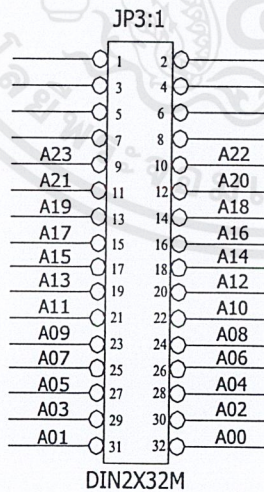 JP3:1
1 2
3 4
5 6
7 8
A23 9 10 A22
A21 11 12 A20
A19 13 14 A18
A17 15 16 A16
A15 17 18 A14
A13 19 20 A12
A11 21 22 A10
A09 23 24 A08
A07 25 26 A06
A05 27 28 A04
A03 29 30 A02
A01 31 32 A00
DIN2X32M